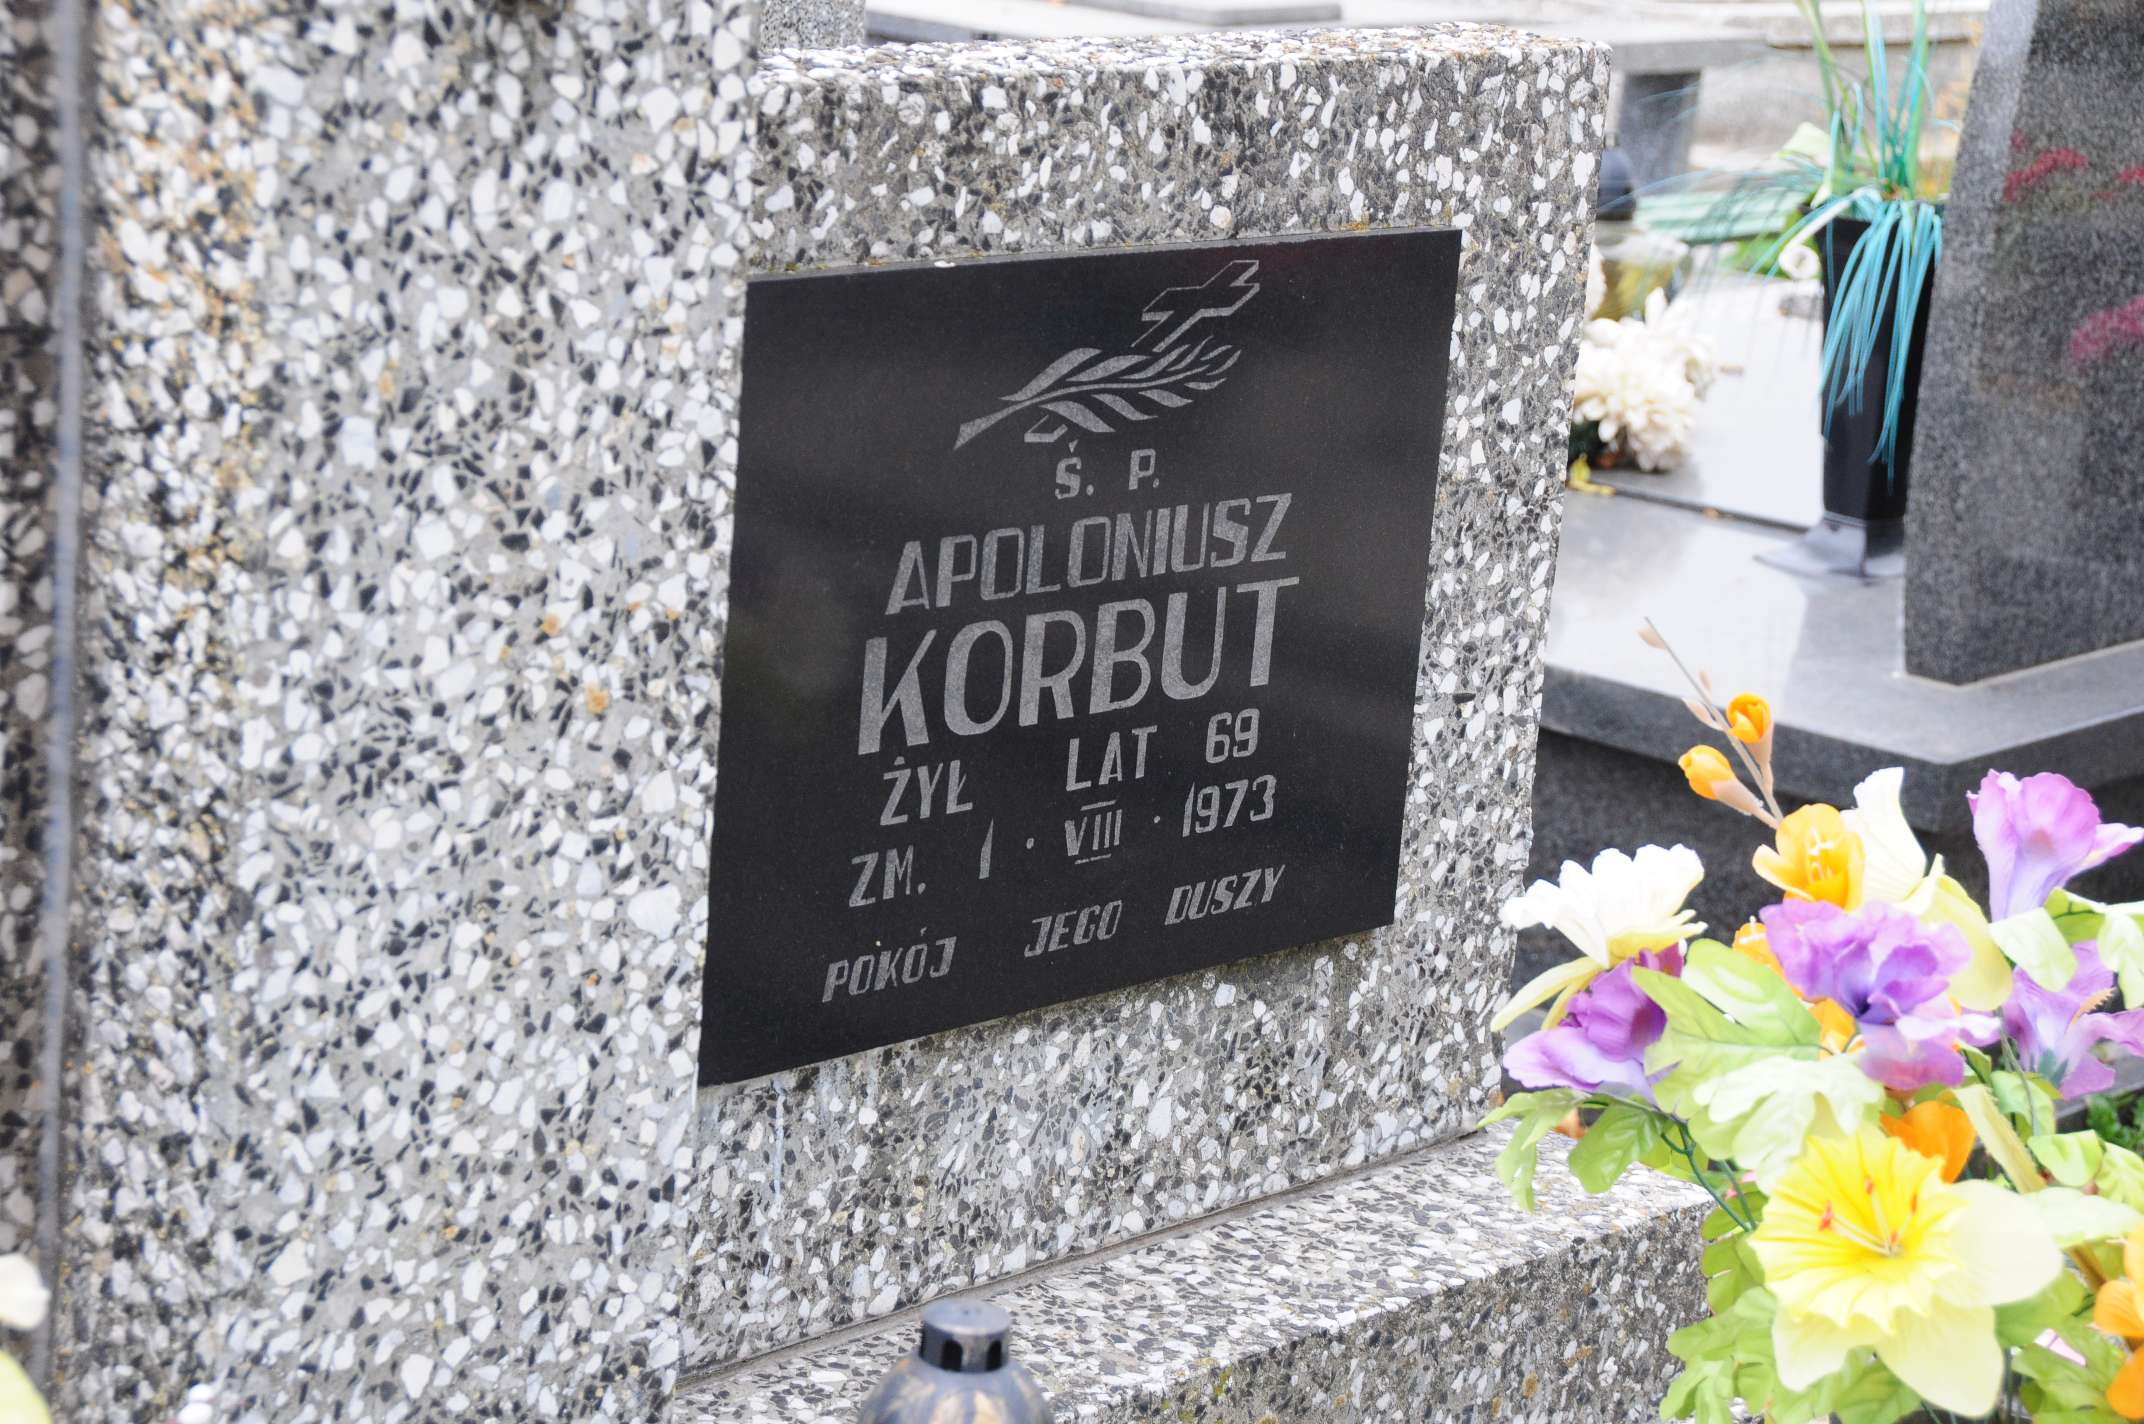 Ś. P.
APOLONIUSZ
KORBUT
ŻYŁ LAT 69
ZM. 1 · VIII · 1973
POKÓJ JEGO DUSZY